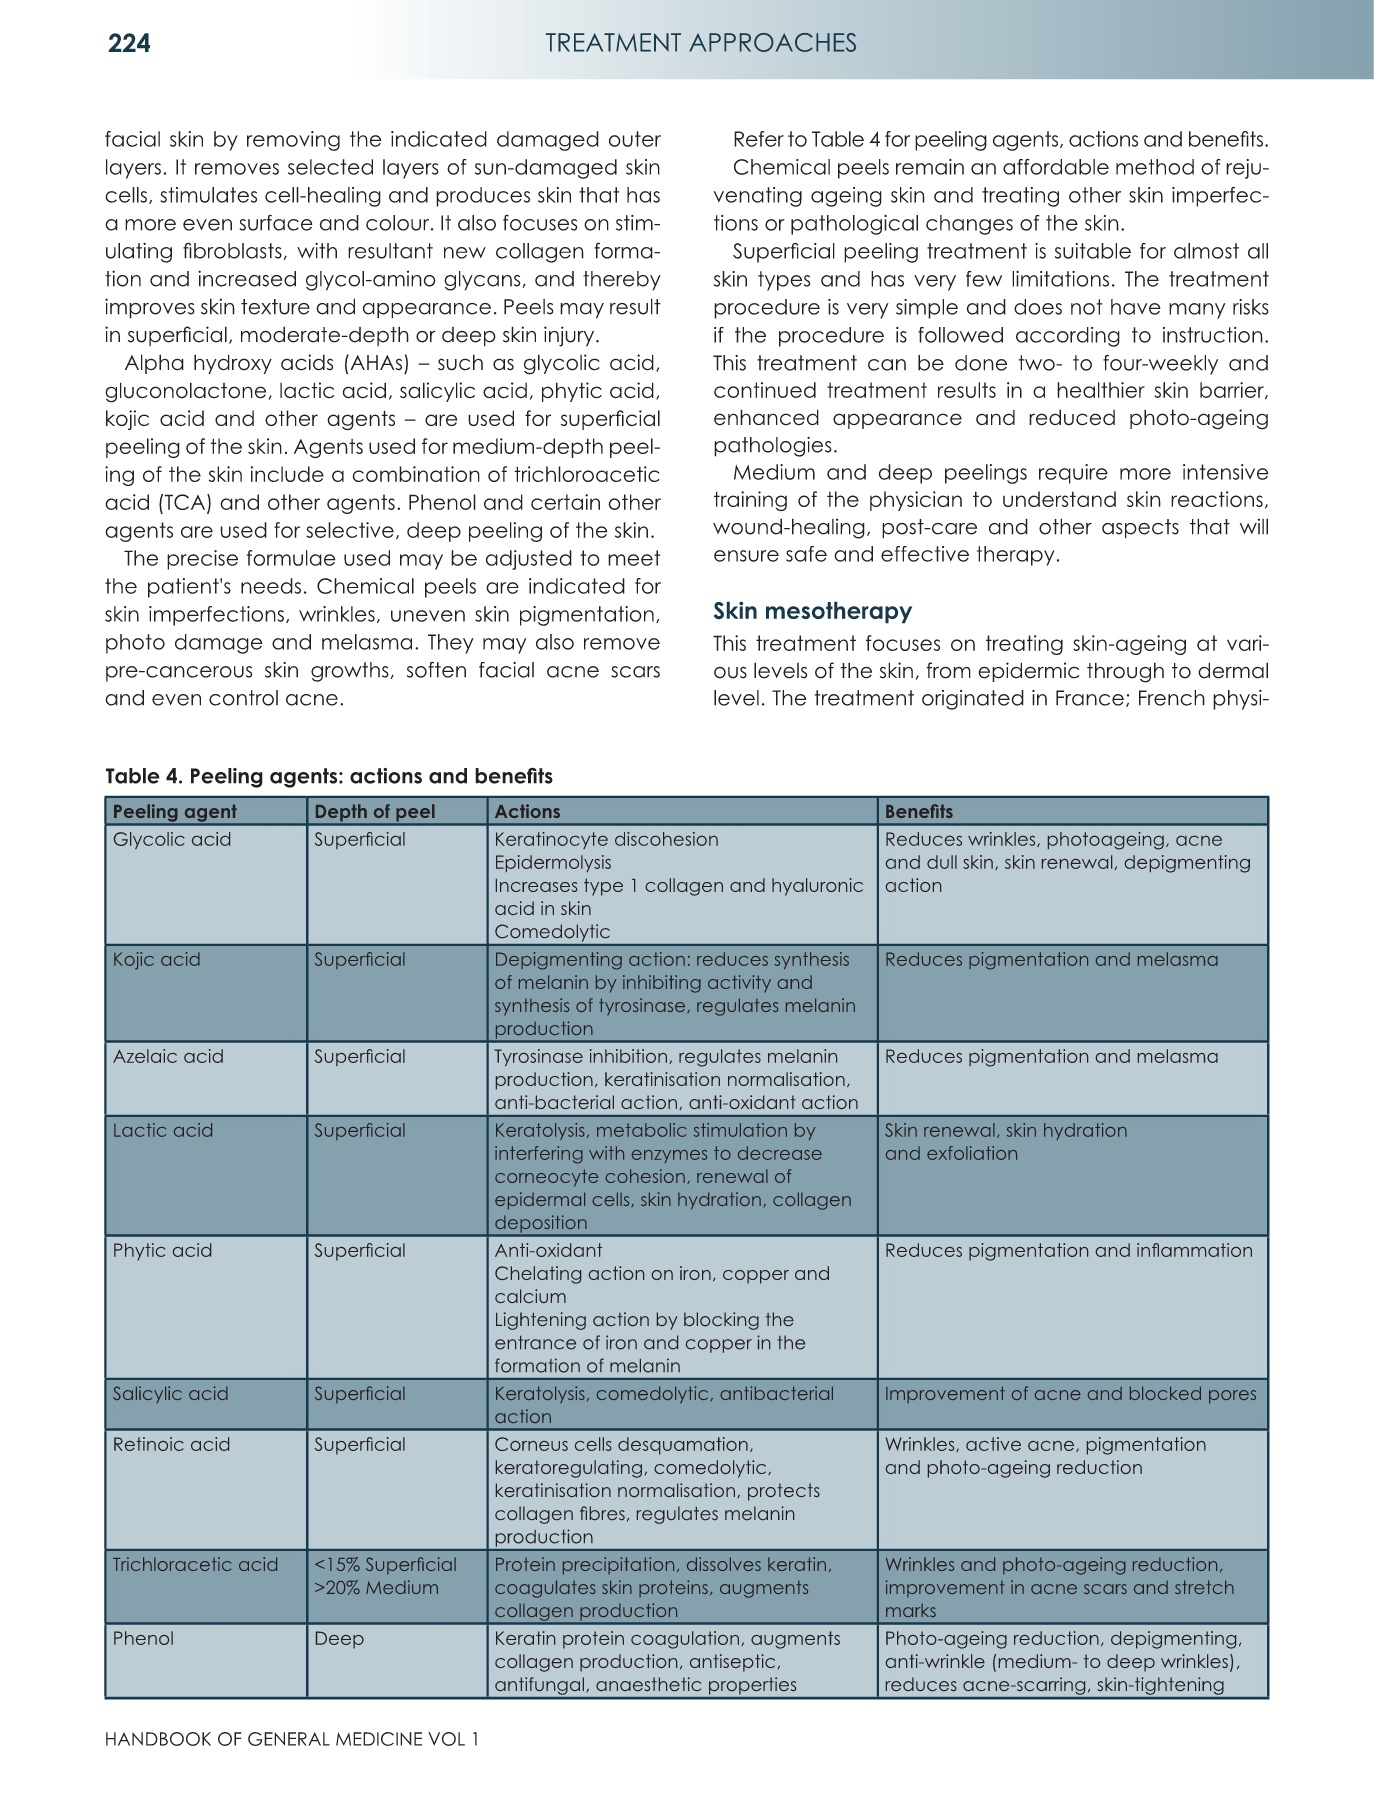 224
TREATMENT APPROACHES
facial skin by removing the indicated damaged outer
layers. It removes selected layers of sun-damaged skin
cells, stimulates cell-healing and produces skin that has
a more even surface and colour. It also focuses on stim-
ulating fibroblasts, with resultant new collagen forma-
tion and increased glycol-amino glycans, and thereby
improves skin texture and appearance. Peels may result
in superficial, moderate-depth or deep skin injury.
Alpha hydroxy acids (AHAs) – such as glycolic acid,
gluconolactone, lactic acid, salicylic acid, phytic acid,
kojic acid and other agents – are used for superficial
peeling of the skin. Agents used for medium-depth peel-
ing of the skin include a combination of trichloroacetic
acid (TCA) and other agents. Phenol and certain other
agents are used for selective, deep peeling of the skin.
The precise formulae used may be adjusted to meet
the patient's needs. Chemical peels are indicated for
skin imperfections, wrinkles, uneven skin pigmentation,
photo damage and melasma. They may also remove
pre-cancerous skin growths, soften facial acne scars
and even control acne.
Refer to Table 4 for peeling agents, actions and benefits.
Chemical peels remain an affordable method of reju-
venating ageing skin and treating other skin imperfec-
tions or pathological changes of the skin.
Superficial peeling treatment is suitable for almost all
skin types and has very few limitations. The treatment
procedure is very simple and does not have many risks
if the procedure is followed according to instruction.
This treatment can be done two- to four-weekly and
continued treatment results in a healthier skin barrier,
enhanced appearance and reduced photo-ageing
pathologies.
Medium and deep peelings require more intensive
training of the physician to understand skin reactions,
wound-healing, post-care and other aspects that will
ensure safe and effective therapy.
Skin mesotherapy
This treatment focuses on treating skin-ageing at vari-
ous levels of the skin, from epidermic through to dermal
level. The treatment originated in France; French physi-
Table 4. Peeling agents: actions and benefits
Peeling agent
Depth of peel
Actions
Benefits
Glycolic acid
Superficial
Keratinocyte discohesion
Epidermolysis
Increases type 1 collagen and hyaluronic
acid in skin
Comedolytic
Reduces wrinkles, photoageing, acne
and dull skin, skin renewal, depigmenting
action
Kojic acid
Superficial
Depigmenting action: reduces synthesis
of melanin by inhibiting activity and
synthesis of tyrosinase, regulates melanin
production
Reduces pigmentation and melasma
Azelaic acid
Superficial
Tyrosinase inhibition, regulates melanin
production, keratinisation normalisation,
anti-bacterial action, anti-oxidant action
Reduces pigmentation and melasma
Lactic acid
Superficial
Keratolysis, metabolic stimulation by
interfering with enzymes to decrease
corneocyte cohesion, renewal of
epidermal cells, skin hydration, collagen
deposition
Skin renewal, skin hydration
and exfoliation
Phytic acid
Superficial
Anti-oxidant
Chelating action on iron, copper and
calcium
Lightening action by blocking the
entrance of iron and copper in the
formation of melanin
Reduces pigmentation and inflammation
Salicylic acid
Superficial
Keratolysis, comedolytic, antibacterial
action
Improvement of acne and blocked pores
Retinoic acid
Superficial
Corneus cells desquamation,
keratoregulating, comedolytic,
keratinisation normalisation, protects
collagen fibres, regulates melanin
production
Wrinkles, active acne, pigmentation
and photo-ageing reduction
Trichloracetic acid
<15% Superficial
>20% Medium
Protein precipitation, dissolves keratin,
coagulates skin proteins, augments
collagen production
Wrinkles and photo-ageing reduction,
improvement in acne scars and stretch
marks
Phenol
Deep
Keratin protein coagulation, augments
collagen production, antiseptic,
antifungal, anaesthetic properties
Photo-ageing reduction, depigmenting,
anti-wrinkle (medium- to deep wrinkles),
reduces acne-scarring, skin-tightening
HANDBOOK OF GENERAL MEDICINE VOL 1